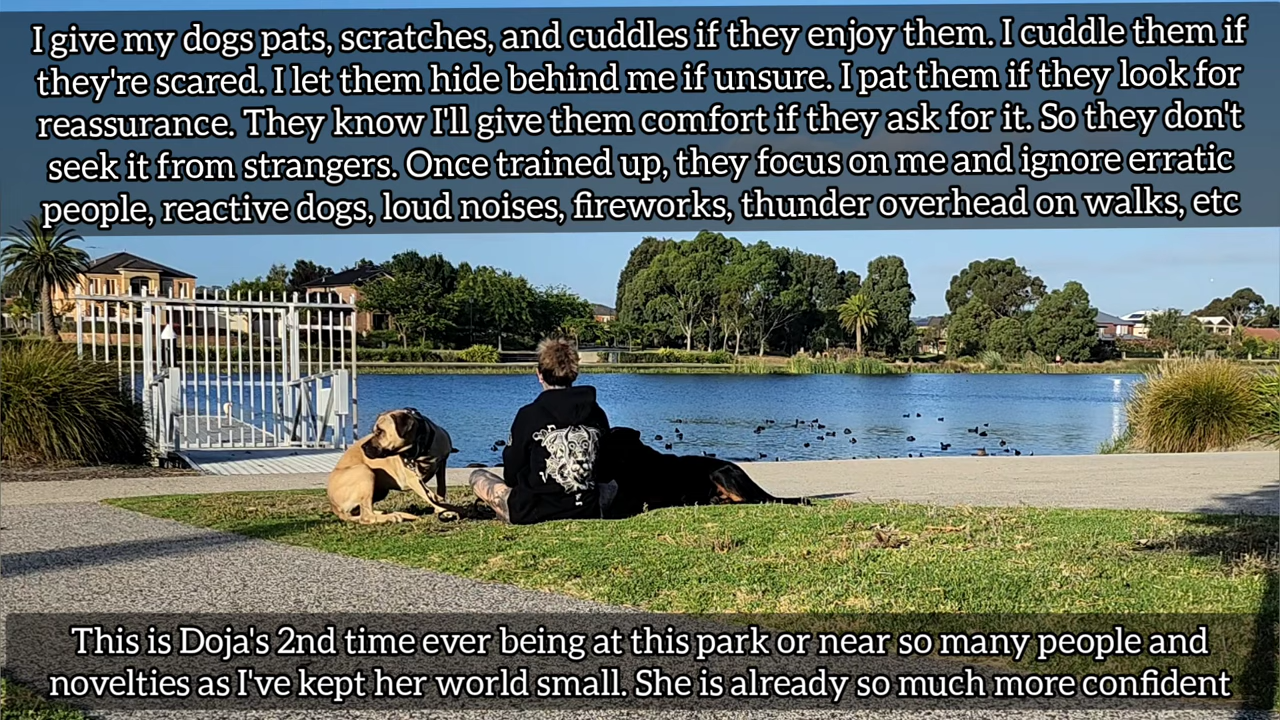 I give my dogs pats, scratches, and cuddles if they enjoy them. I cuddle them if
they're scared. I let them hide behind me if unsure. I pat them if they look for
reassurance. They know I'll give them comfort if they ask for it. So they don't
seek it from strangers. Once trained up, they focus on me and ignore erratic
people, reactive dogs, loud noises, fireworks, thunder overhead on walks, etc
This is Doja's 2nd time ever being at this park or near so many people and
novelties as I've kept her world small. She is already so much more confident